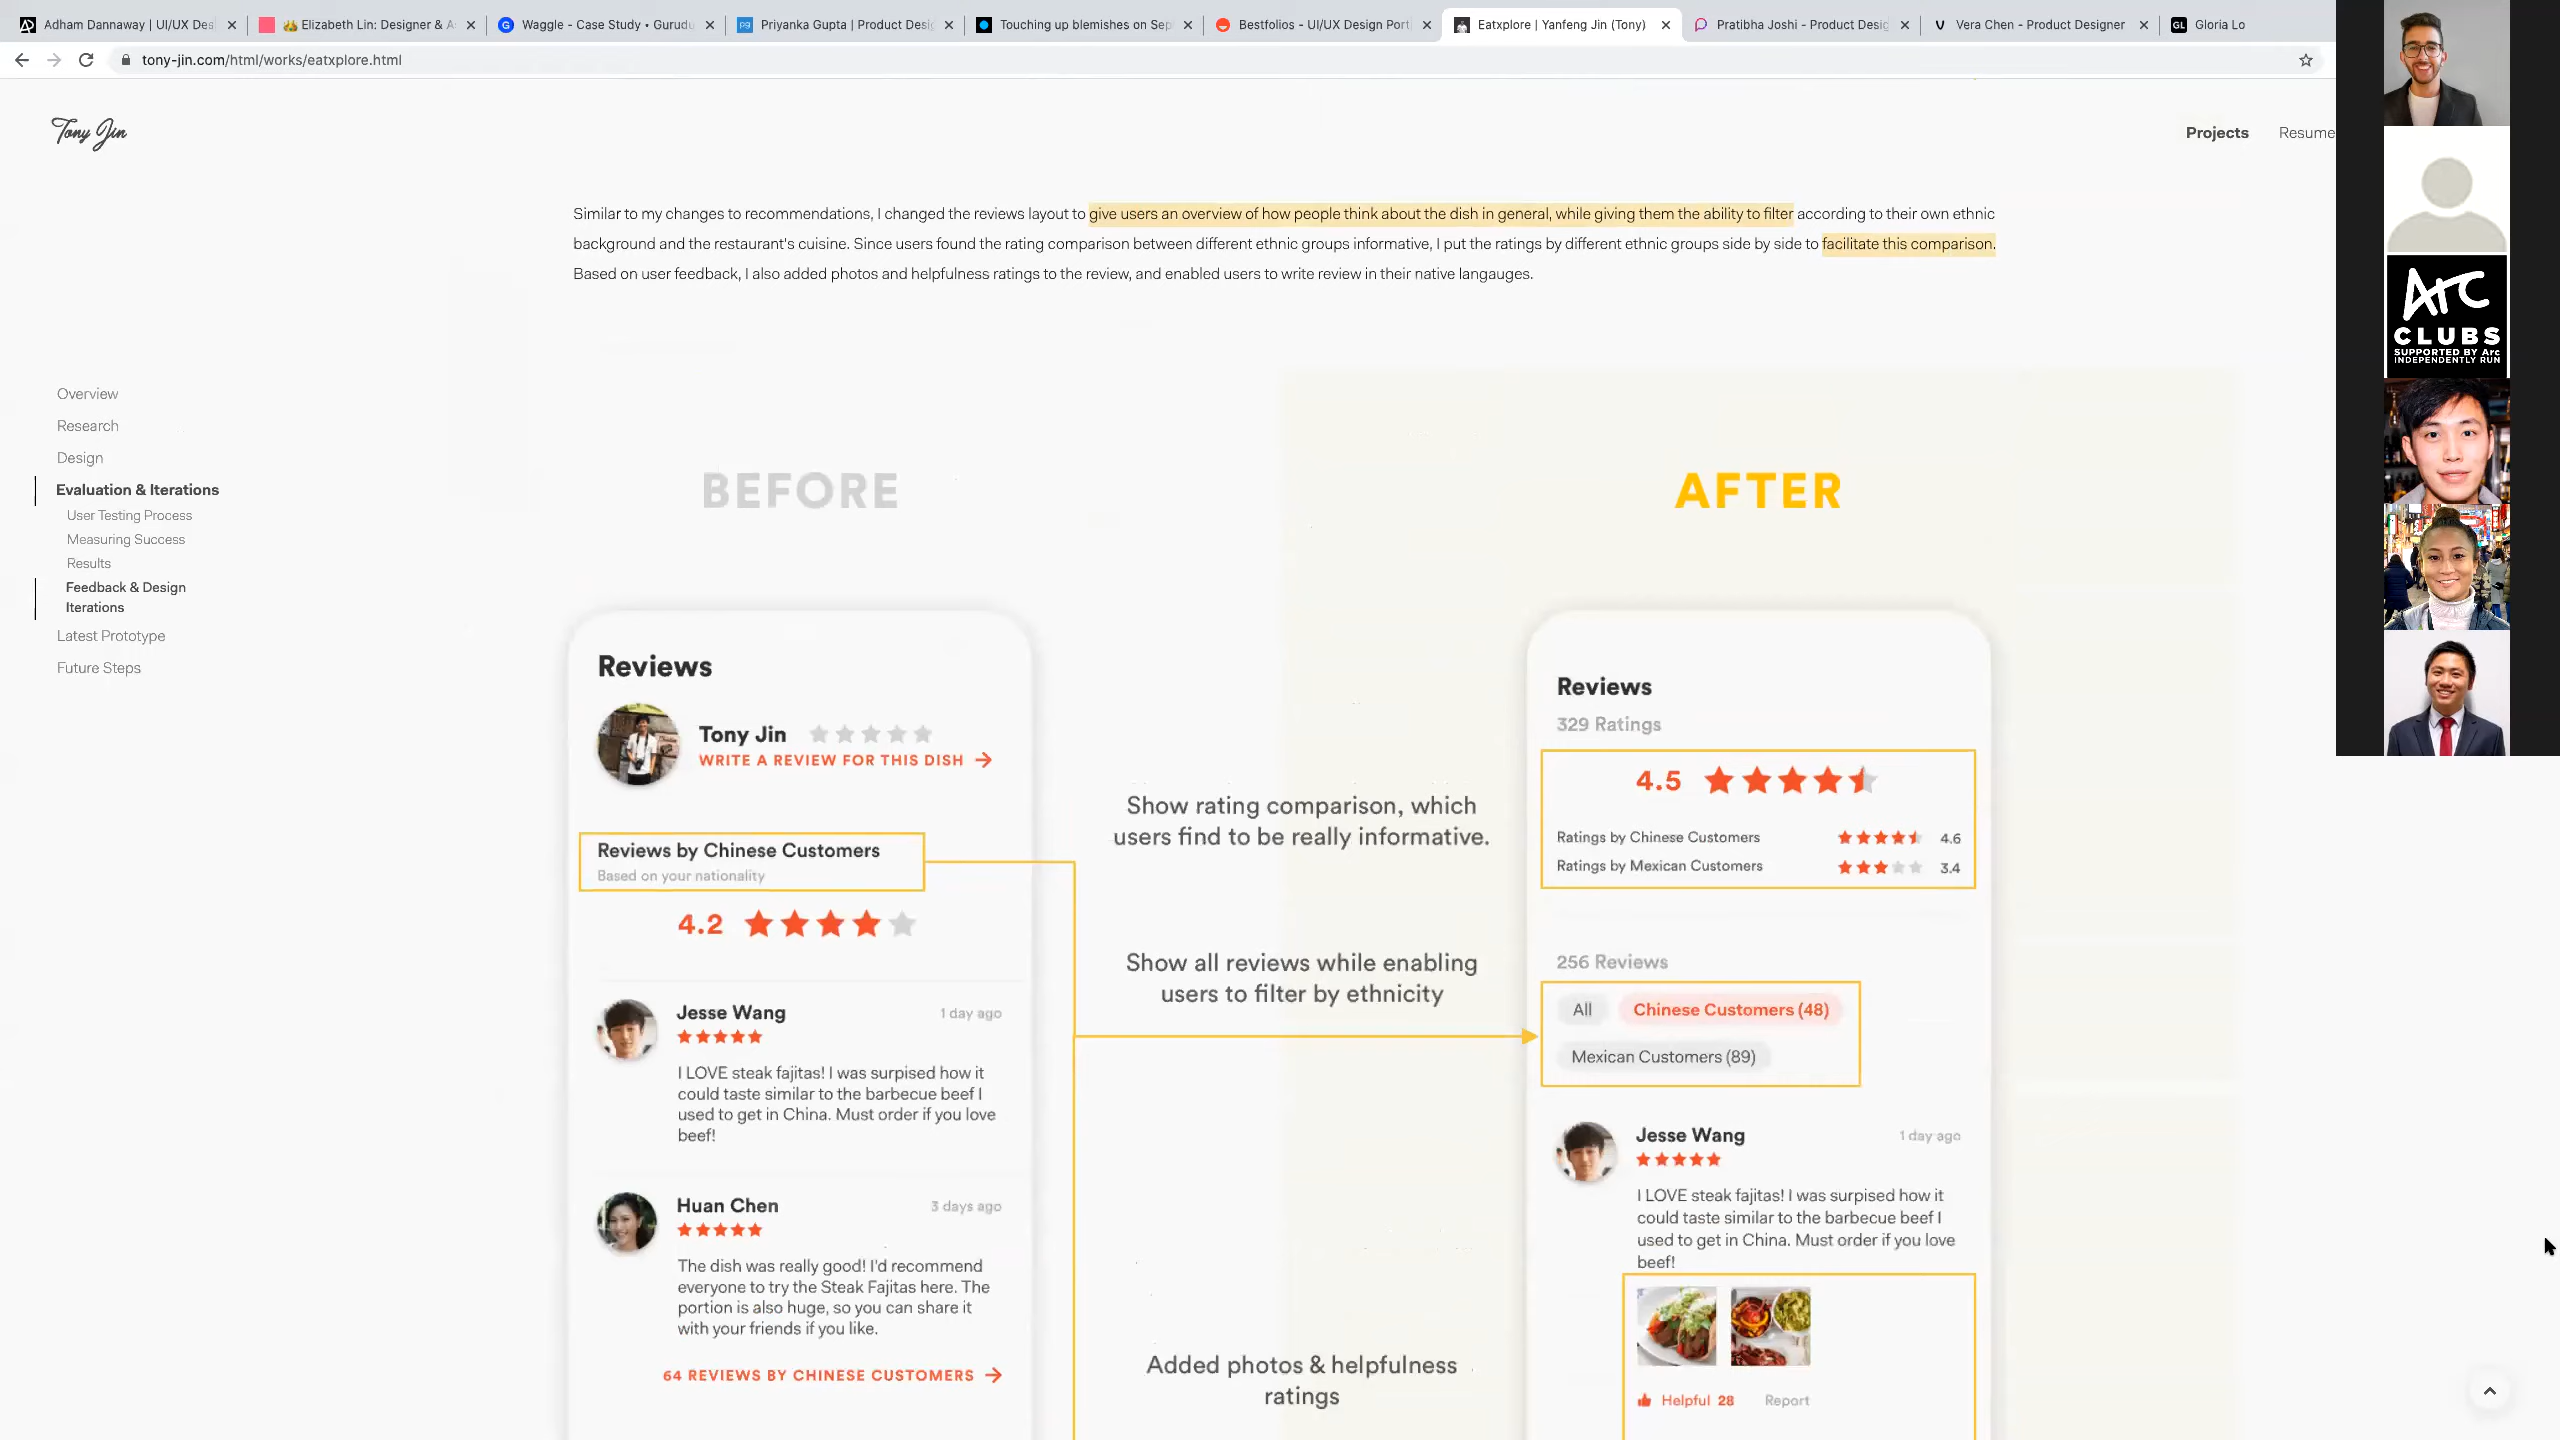 Adham Dannaway | UI/UX Des
Elizabeth Lin: Designer & A
Waggle - Case Study • Gurudu
Priyanka Gupta | Product Desig
Touching up blemishes on Sep
Bestfolios - UI/UX Design Port
Eatxplore | Yanfeng Jin (Tony)
Pratibha Joshi - Product Desig
Vera Chen - Product Designer
GL Gloria Lo
tony-jin.com/html/works/eatxplore.html
Tony Jin
Projects
Resume
Similar to my changes to recommendations, I changed the reviews layout to give users an overview of how people think about the dish in general, while giving them the ability to filter according to their own ethnic
background and the restaurant's cuisine. Since users found the rating comparison between different ethnic groups informative, I put the ratings by different ethnic groups side by side to facilitate this comparison.
Based on user feedback, I also added photos and helpfulness ratings to the review, and enabled users to write review in their native langauges.
Overview
Research
Design
Evaluation & Iterations
User Testing Process
Measuring Success
Results
Feedback & Design
Iterations
Latest Prototype
Future Steps
BEFORE
Reviews
Tony Jin
WRITE A REVIEW FOR THIS DISH
Reviews by Chinese Customers
Based on your nationality
4.2
Jesse Wang
1 day ago
I LOVE steak fajitas! I was surpised how it
could taste similar to the barbecue beef I
used to get in China. Must order if you love
beef!
Huan Chen
3 days ago
The dish was really good! I'd recommend
everyone to try the Steak Fajitas here. The
portion is also huge, so you can share it
with your friends if you like.
64 REVIEWS BY CHINESE CUSTOMERS
Show rating comparison, which
users find to be really informative.
Show all reviews while enabling
users to filter by ethnicity
Added photos & helpfulness
ratings
AFTER
Reviews
329 Ratings
4.5
Ratings by Chinese Customers 4.6
Ratings by Mexican Customers 3.4
256 Reviews
All
Chinese Customers (48)
Mexican Customers (89)
Jesse Wang
1 day ago
I LOVE steak fajitas! I was surpised how it
could taste similar to the barbecue beef I
used to get in China. Must order if you love
beef!
Helpful 28
Report
Arc
CLUBS
SUPPORTED BY Arc
INDEPENDENTLY RUN